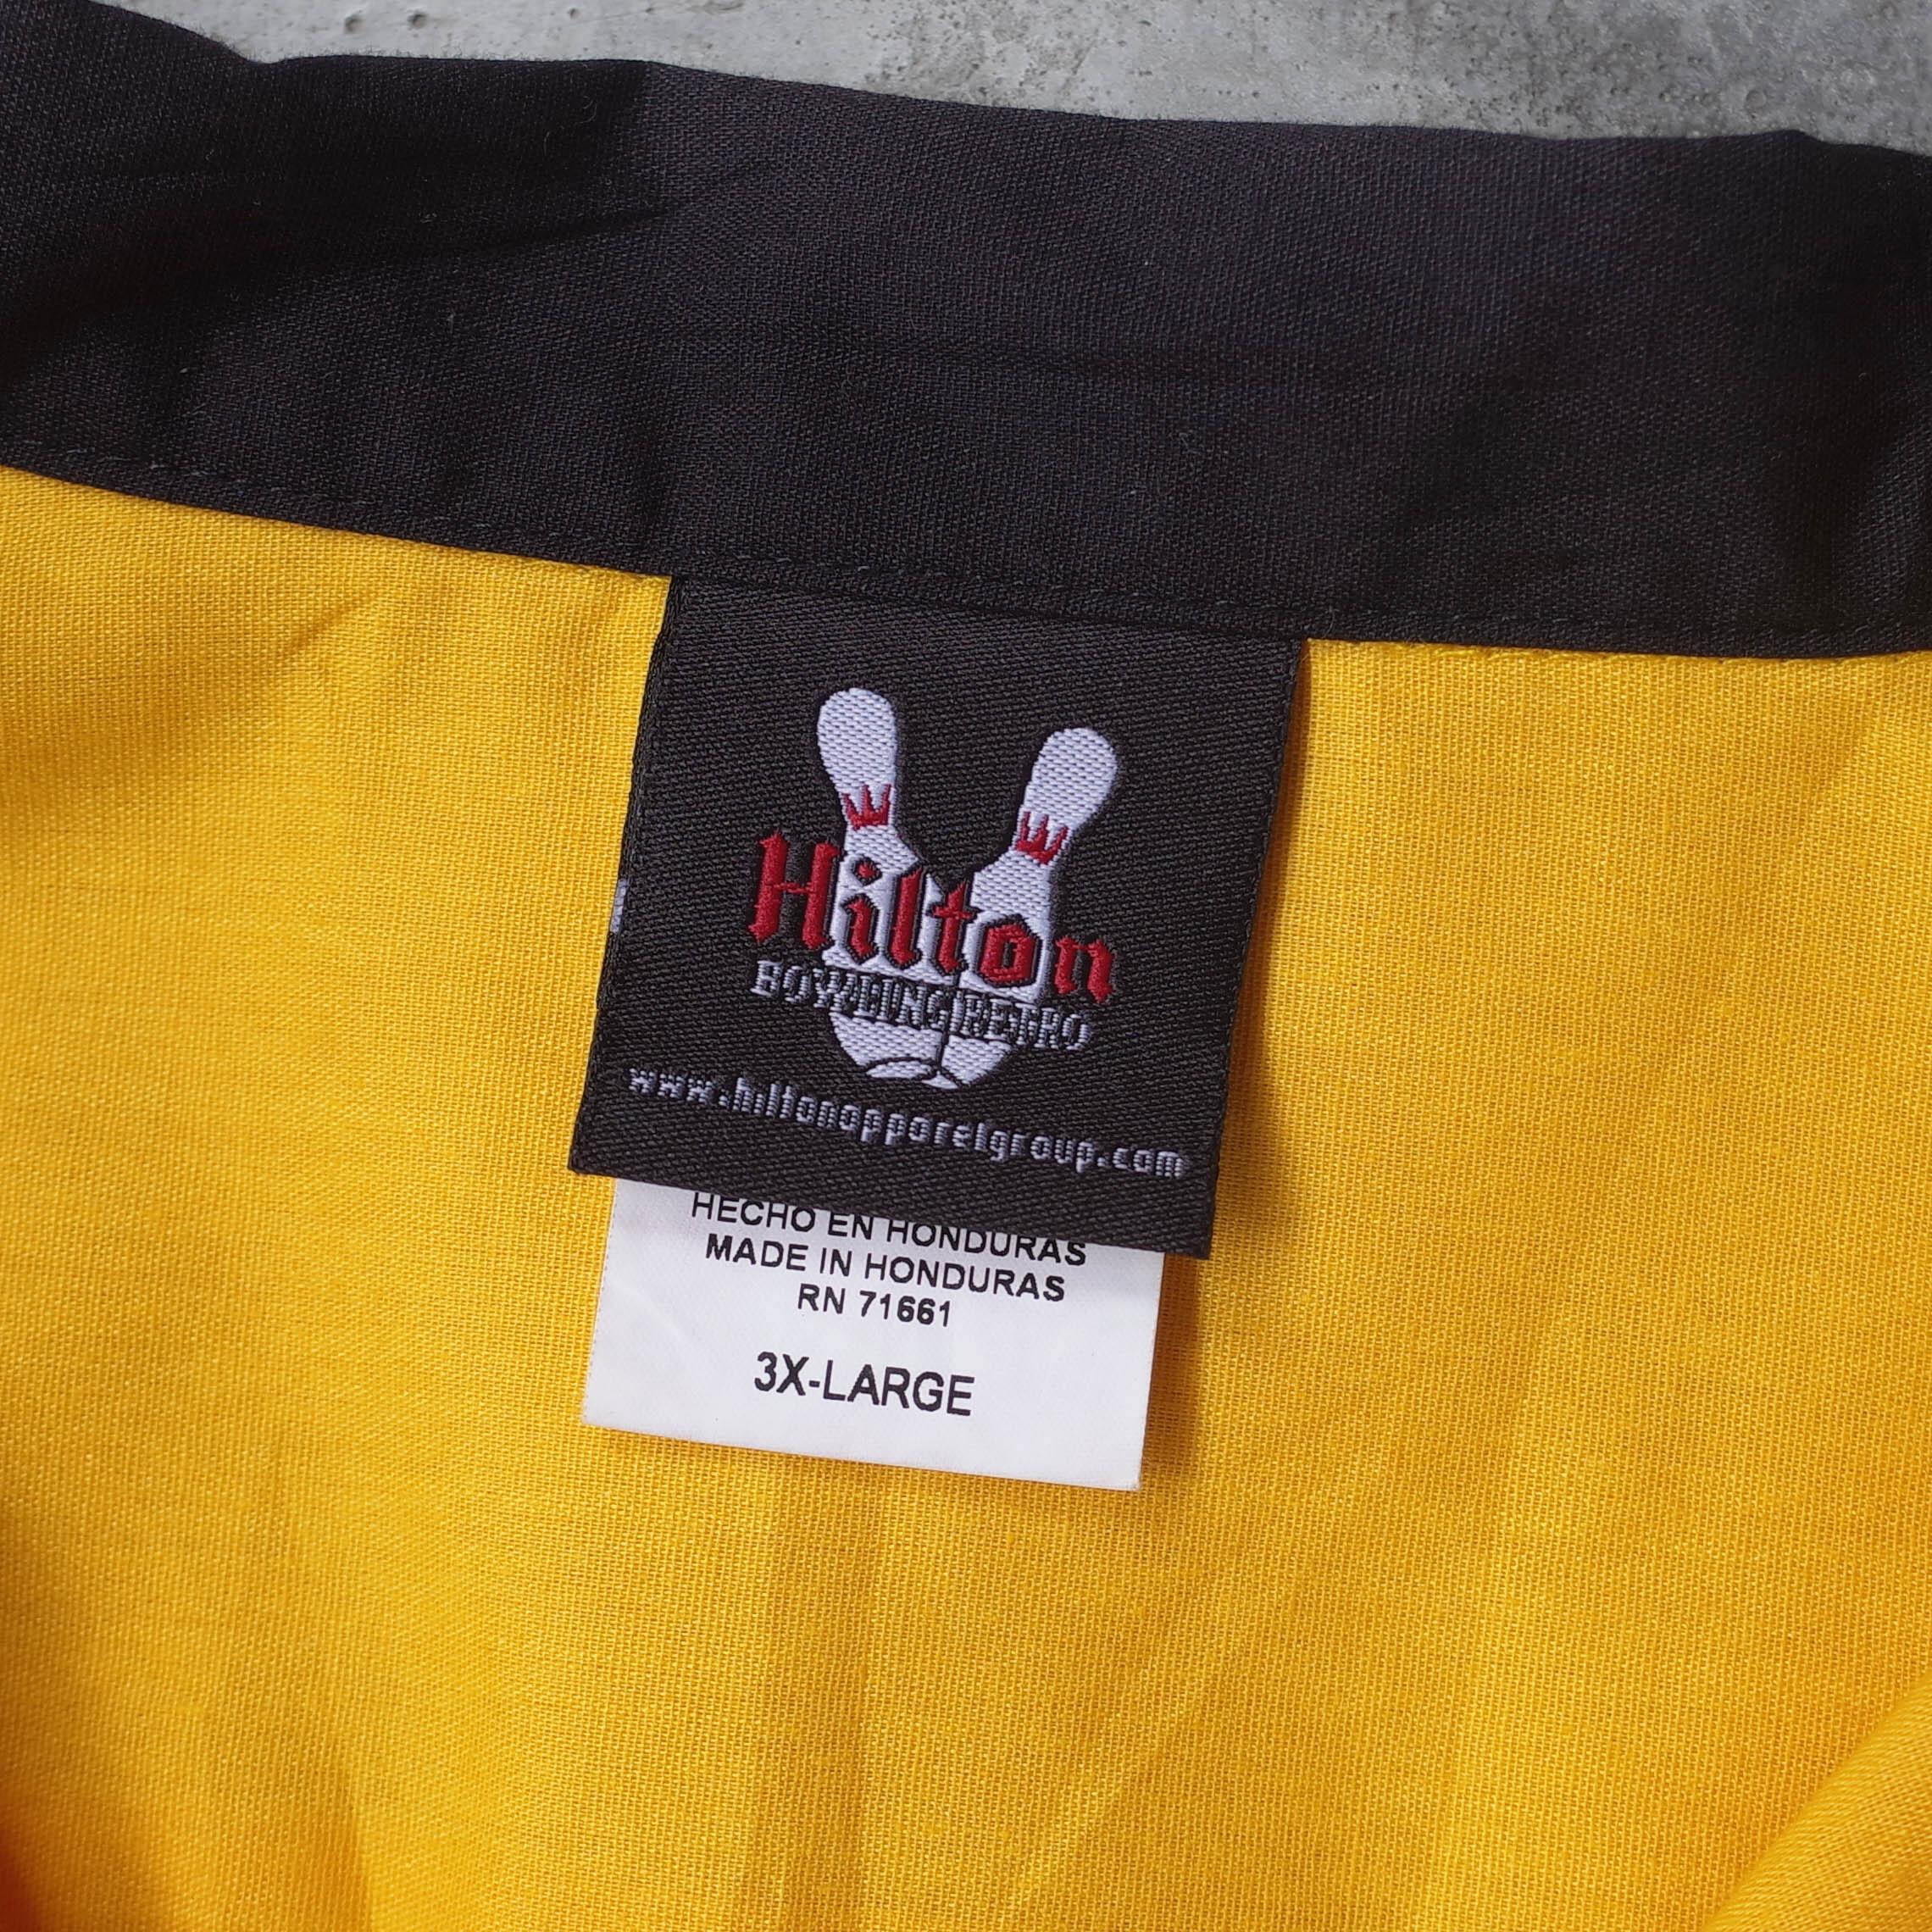 Hilton
BOWLING RETRO
www.hiltonapparelgroup.com
HECHO EN HONDURAS
MADE IN HONDURAS
RN 71661
3X-LARGE